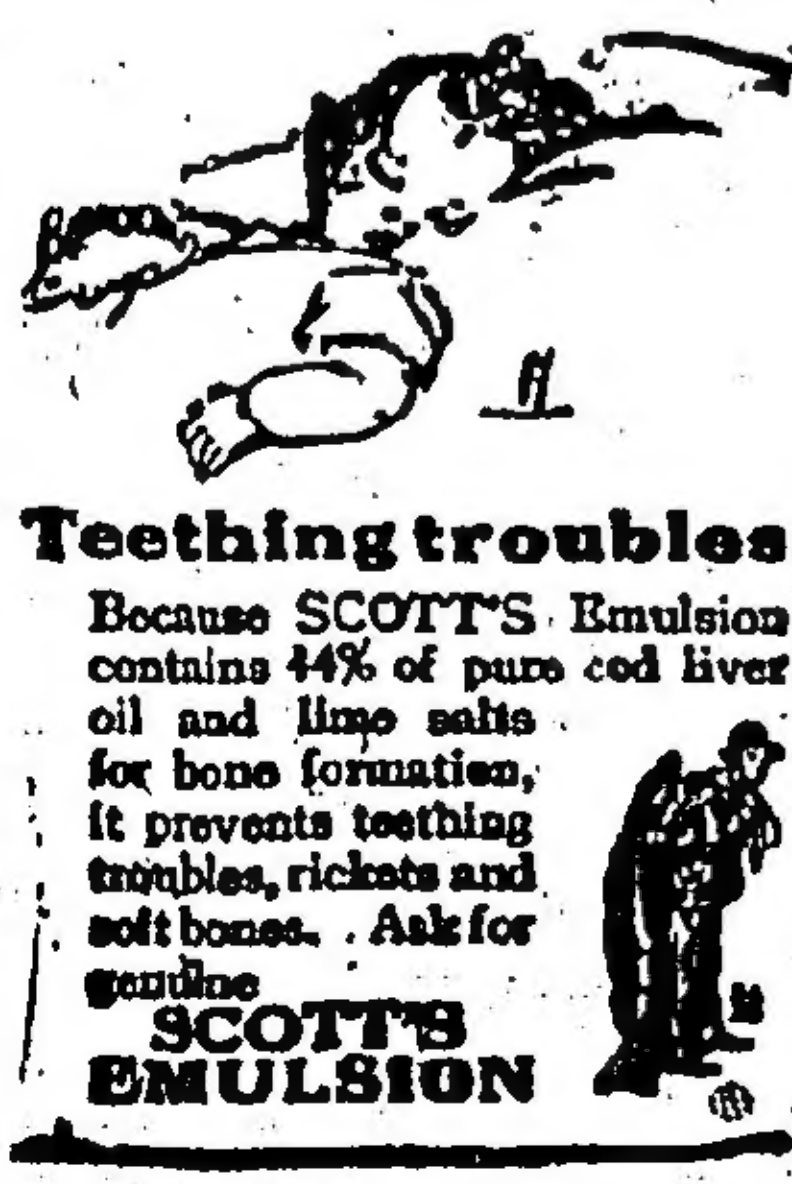 Teething troubles
Because SCOTT'S Emulsion
contains 44% of pure cod liver
oil and lime salts
for bone formation,
it prevents teething
troubles, rickets and
soft bones. Ask for
genuine
SCOTT'S
EMULSION